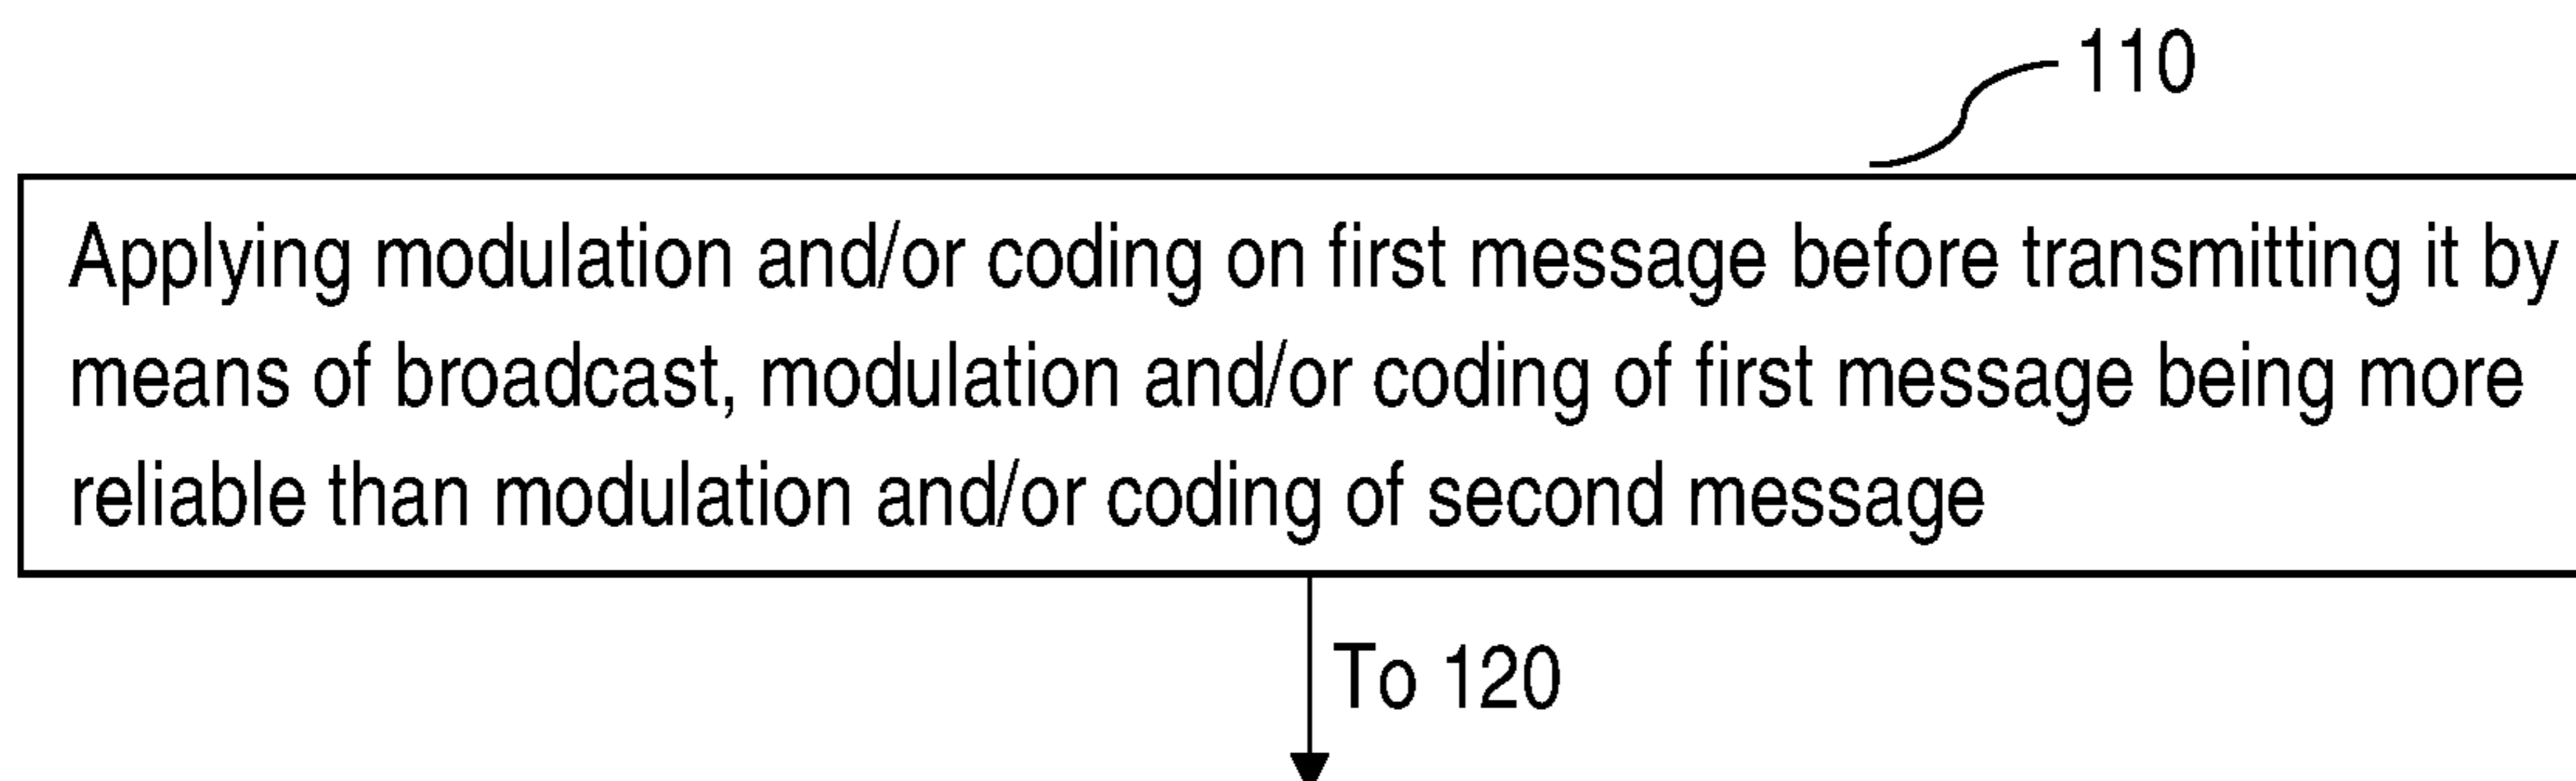 110
Applying modulation and/or coding on first message before transmitting it by
means of broadcast, modulation and/or coding of first message being more
reliable than modulation and/or coding of second message
To 120